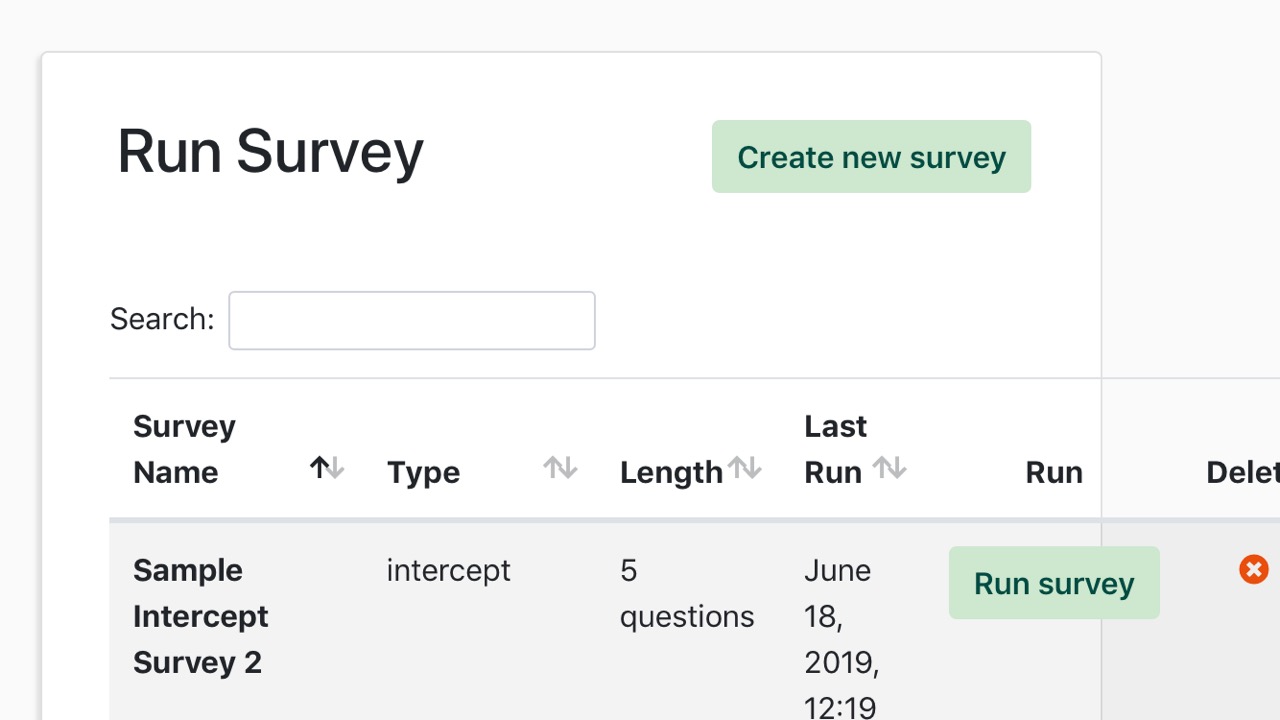 Run Survey
Create new survey
Search:
Survey Name
Type
Length
Last Run
Run
Delet
Sample Intercept Survey 2
intercept
5 questions
June 18, 2019, 12:19
Run survey